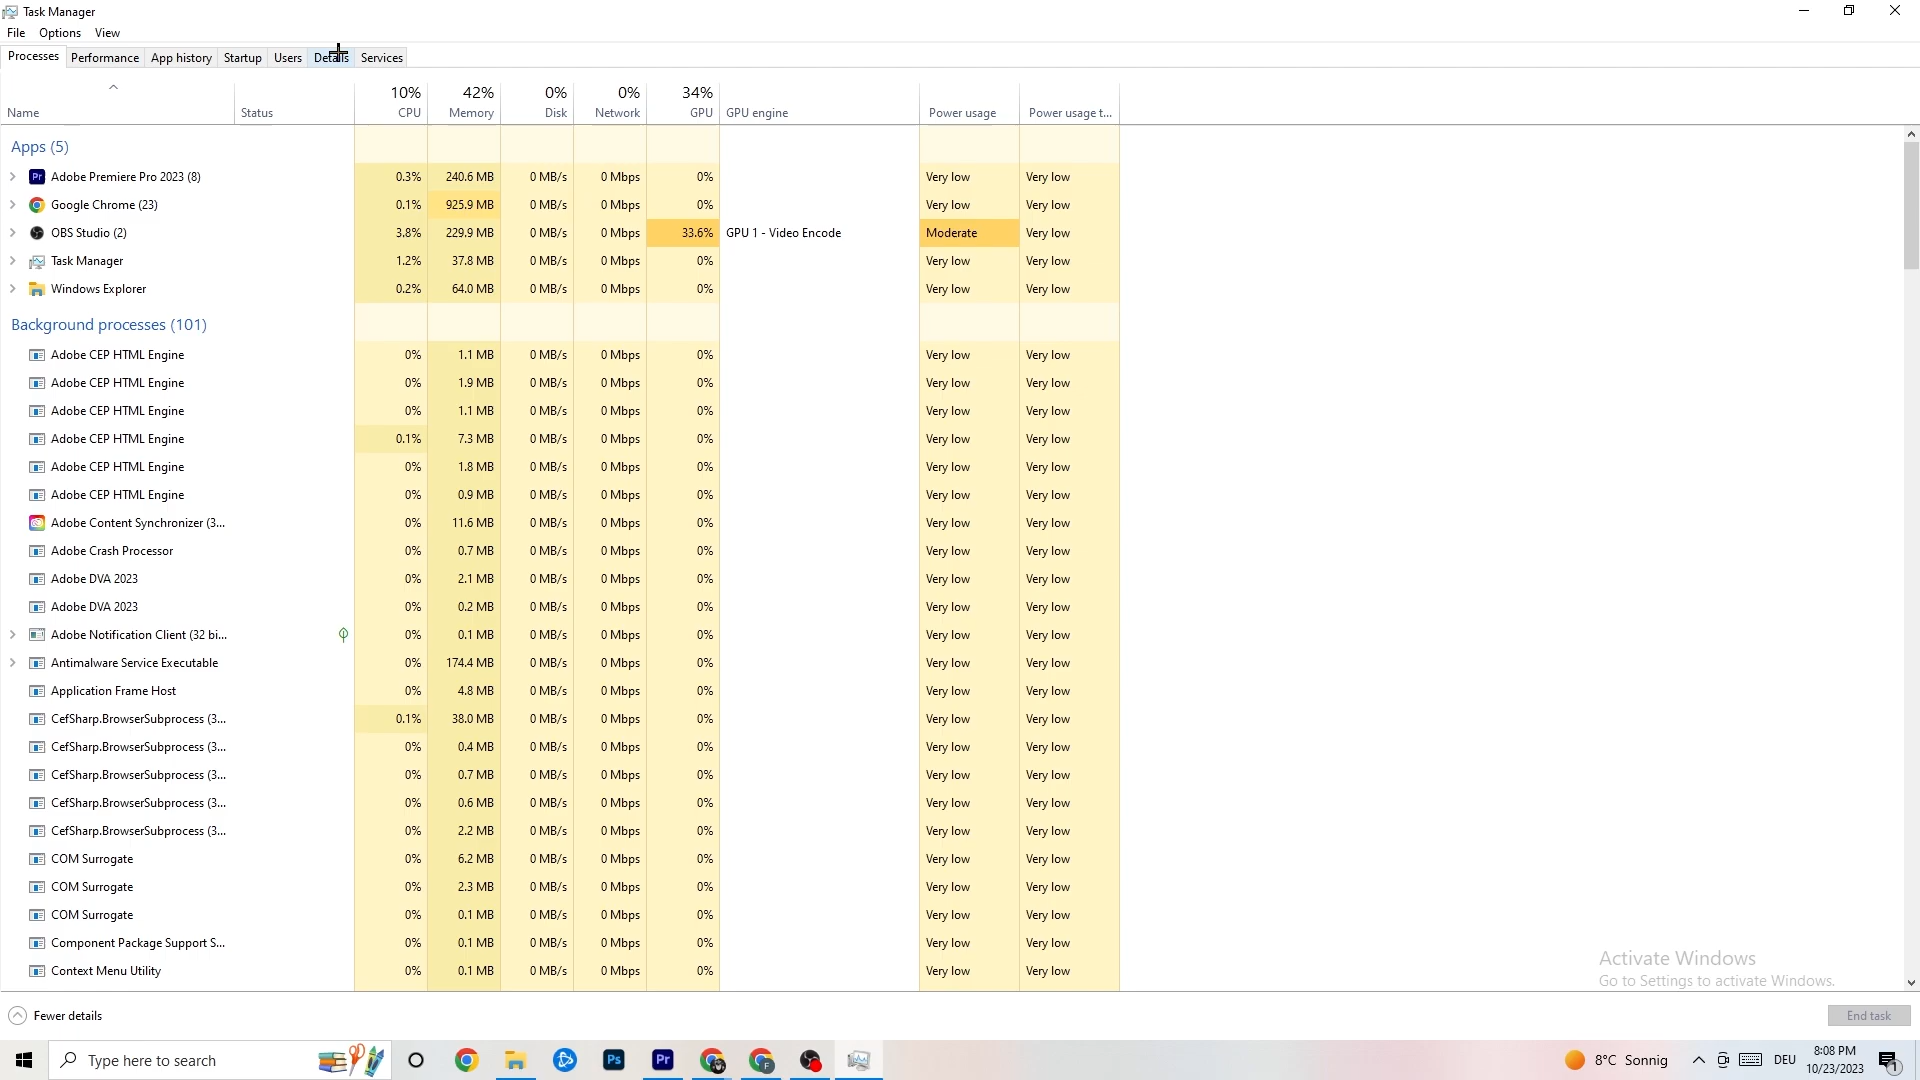 Task Manager
File Options View
Processes Performance App history Startup Users Details Services
10% 42% 0% 0% 34%
Name Status CPU Memory Disk Network GPU GPU engine Power usage Power usage t...
Apps (5)
Adobe Premiere Pro 2023 (8) 0.3% 240.6 MB 0 MB/s 0 Mbps 0% Very low Very low
Google Chrome (23) 0.1% 925.9 MB 0 MB/s 0 Mbps 0% Very low Very low
OBS Studio (2) 3.8% 229.9 MB 0 MB/s 0 Mbps 33.6% GPU 1 - Video Encode Moderate Very low
Task Manager 1.2% 37.8 MB 0 MB/s 0 Mbps 0% Very low Very low
Windows Explorer 0.2% 64.0 MB 0 MB/s 0 Mbps 0% Very low Very low
Background processes (101)
Adobe CEP HTML Engine 0% 1.1 MB 0 MB/s 0 Mbps 0% Very low Very low
Adobe CEP HTML Engine 0% 1.9 MB 0 MB/s 0 Mbps 0% Very low Very low
Adobe CEP HTML Engine 0% 1.1 MB 0 MB/s 0 Mbps 0% Very low Very low
Adobe CEP HTML Engine 0.1% 7.3 MB 0 MB/s 0 Mbps 0% Very low Very low
Adobe CEP HTML Engine 0% 1.8 MB 0 MB/s 0 Mbps 0% Very low Very low
Adobe CEP HTML Engine 0% 0.9 MB 0 MB/s 0 Mbps 0% Very low Very low
Adobe Content Synchronizer (3... 0% 11.6 MB 0 MB/s 0 Mbps 0% Very low Very low
Adobe Crash Processor 0% 0.7 MB 0 MB/s 0 Mbps 0% Very low Very low
Adobe DVA 2023 0% 2.1 MB 0 MB/s 0 Mbps 0% Very low Very low
Adobe DVA 2023 0% 0.2 MB 0 MB/s 0 Mbps 0% Very low Very low
Adobe Notification Client (32 bi... 0% 0.1 MB 0 MB/s 0 Mbps 0% Very low Very low
Antimalware Service Executable 0% 174.4 MB 0 MB/s 0 Mbps 0% Very low Very low
Application Frame Host 0% 4.8 MB 0 MB/s 0 Mbps 0% Very low Very low
CefSharp.BrowserSubprocess (3... 0.1% 38.0 MB 0 MB/s 0 Mbps 0% Very low Very low
CefSharp.BrowserSubprocess (3... 0% 0.4 MB 0 MB/s 0 Mbps 0% Very low Very low
CefSharp.BrowserSubprocess (3... 0% 0.7 MB 0 MB/s 0 Mbps 0% Very low Very low
CefSharp.BrowserSubprocess (3... 0% 0.6 MB 0 MB/s 0 Mbps 0% Very low Very low
CefSharp.BrowserSubprocess (3... 0% 2.2 MB 0 MB/s 0 Mbps 0% Very low Very low
COM Surrogate 0% 6.2 MB 0 MB/s 0 Mbps 0% Very low Very low
COM Surrogate 0% 2.3 MB 0 MB/s 0 Mbps 0% Very low Very low
COM Surrogate 0% 0.1 MB 0 MB/s 0 Mbps 0% Very low Very low
Component Package Support S... 0% 0.1 MB 0 MB/s 0 Mbps 0% Very low Very low
Context Menu Utility 0% 0.1 MB 0 MB/s 0 Mbps 0% Very low Very low
Activate Windows
Go to Settings to activate Windows.
Fewer details End task
Type here to search Ps Pr F 8°C Sonnig DEU 8:08 PM
10/23/2023 1